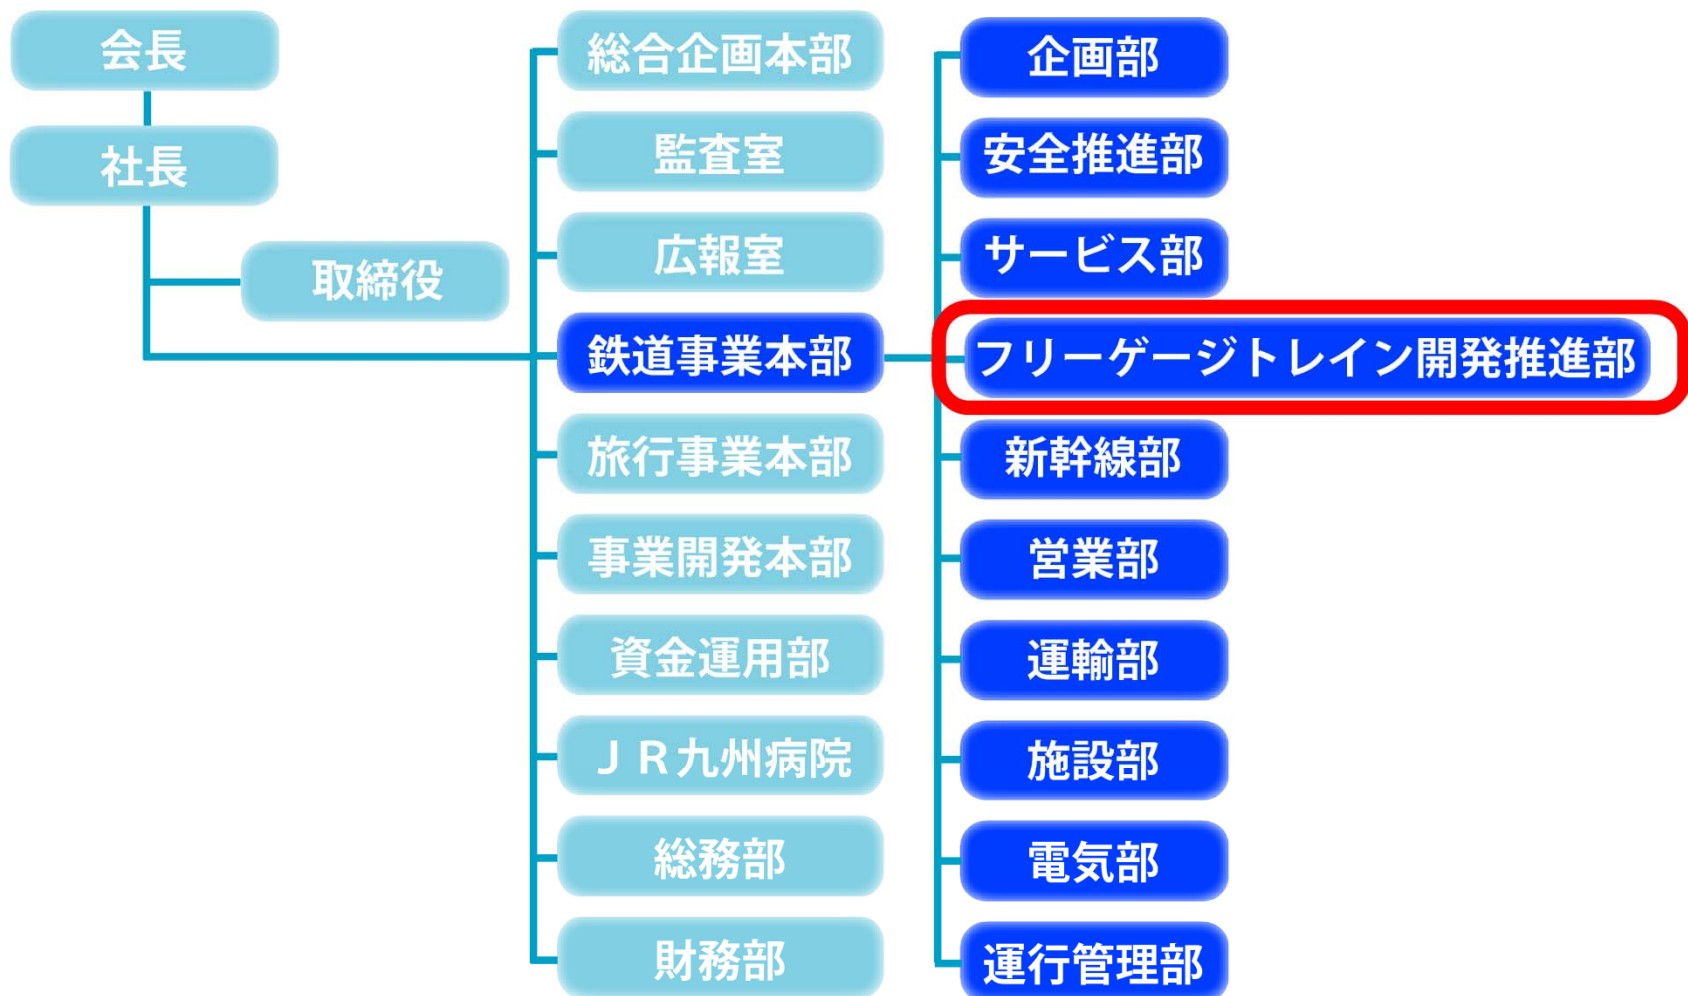 会長
社長
取締役
総合企画本部
監査室
広報室
鉄道事業本部
旅行事業本部
事業開発本部
資金運用部
ＪＲ九州病院
総務部
財務部
企画部
安全推進部
サービス部
フリーゲージトレイン開発推進部
新幹線部
営業部
運輸部
施設部
電気部
運行管理部